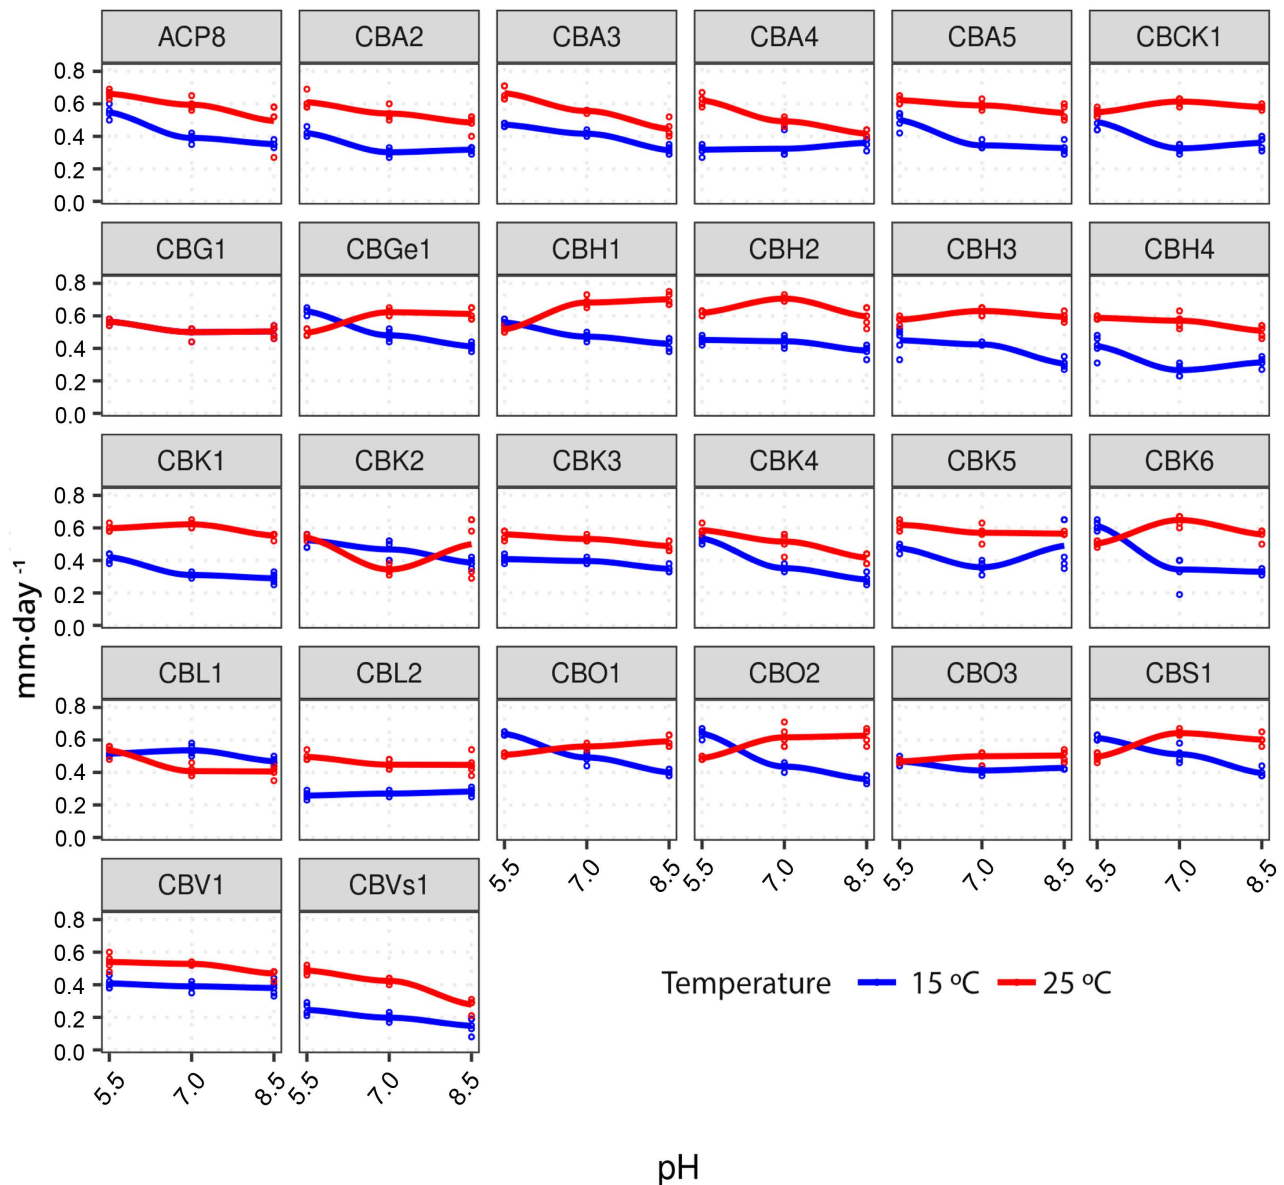 ACP8 CBA2 CBA3 CBA4 CBA5 CBCK1
0.8
0.6
0.4
0.2
0.0
CBG1 CBGe1 CBH1 CBH2 CBH3 CBH4
0.8
0.6
0.4
0.2
0.0
CBK1 CBK2 CBK3 CBK4 CBK5 CBK6
0.8
0.6
0.4
0.2
0.0
mm·day -1
CBL1 CBL2 CBO1 CBO2 CBO3 CBS1
0.8
0.6
0.4
0.2
0.0
5.5 7.0 8.5 5.5 7.0 8.5 5.5 7.0 8.5 5.5 7.0 8.5
CBV1 CBVs1
0.8
0.6
0.4
0.2
0.0
5.5 7.0 8.5 5.5 7.0 8.5
Temperature 15 ºC 25 ºC
pH